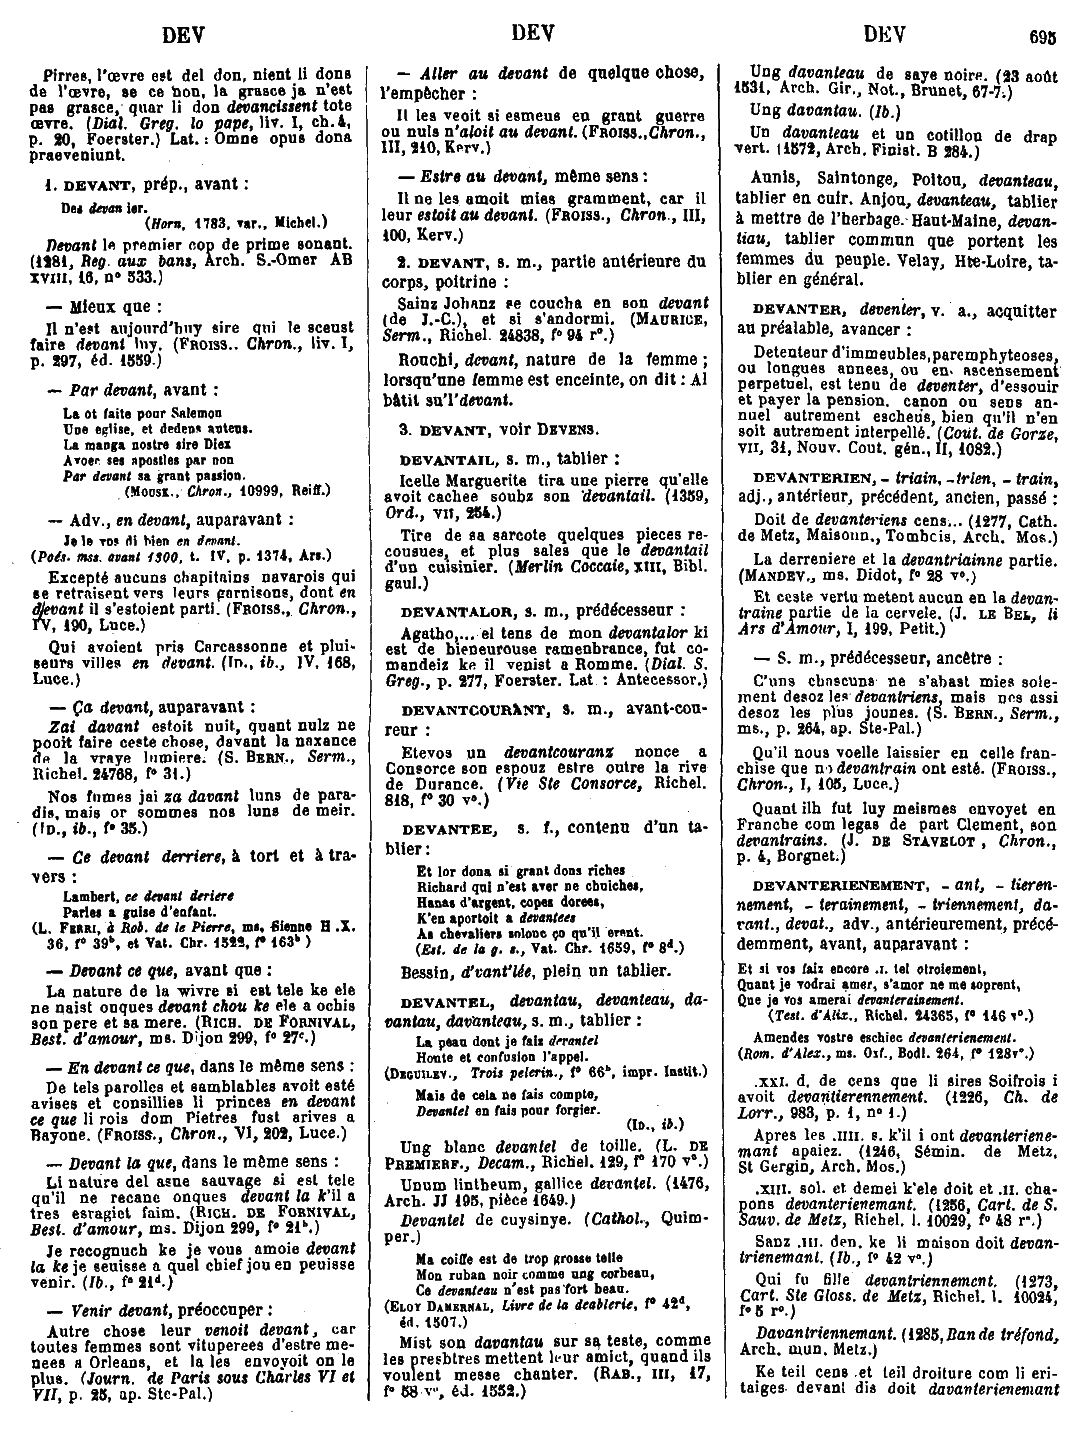 DEV
DEV
DEV
695
Pirres, l'œvre est del don, nient li dons
de l'œvre, se ce non, la grasce ja n'est
pas grasce, quar li don devancissent tote
œvre. (Dial. Greg. lo pape, liv. I, ch. 4,
p. 20, Foerster.) Lat. : Omne opus dona
praeveniunt.
1. DEVANT, prép., avant :
Des devan ier.
(Horn, 1783, var., Michel.)
Devant le premier cop de prime sonant.
(1281, Reg. aux bans, Arch. S.-Omer AB
XVIII, 16, n° 533.)
— Mieux que :
Il n'est aujourd'huy sire qui le sceust
faire devant luy. (FROISS.. Chron., liv. I,
p. 297, éd. 1559.)
— Par devant, avant :
La ot faite pour Salemon
Une eglise, et dedens autens.
La manga nostre sire Diex
Avoec ses apostles par non
Par devant sa grant passion.
(MOUSK., Chron., 10999, Reiff.)
— Adv., en devant, auparavant :
Je le vos di bien en devant.
(Poés. mss. avant 1300, t. IV, p. 1374, Ars.)
Excepté aucuns chapitains navarois qui
se retraisent vers leurs garnisons, dont en
devant il s'estoient parti. (FROISS., Chron.,
IV, 190, Luce.)
Qui avoient pris Carcassonne et plui-
seurs villes en devant. (ID., ib., IV, 168,
Luce.)
— Ça devant, auparavant :
Zai davant estoit nuit, quant nulz ne
pooit faire ceste chose, davant la naxance
de la vraye lumiere. (S. BERN., Serm.,
Richel. 24768, f° 31.)
Nos fumes jai za davant luns de para-
dis, mais or sommes nos luns de meir.
(ID., ib., f° 35.)
— Ce devant derriere, à tort et à tra-
vers :
Lambert, ce devant deriere
Parles a guise d'enfant.
(L. FERRI, à Rob. de le Pierre, ms. Sienne H .X.
36, f° 39ᵇ, et Vat. Chr. 1522, f° 163ᵇ )
— Devant ce que, avant que :
La nature de la wivre si est tele ke ele
ne naist onques devant chou ke ele a ochis
son pere et sa mere. (RICH. DE FORNIVAL,
Best. d'amour, ms. Dijon 299, f° 27ᶜ.)
— En devant ce que, dans le même sens :
De tels parolles et samblables avoit esté
avises et consillies li princes en devant
ce que li rois dom Pietres fust arives a
Bayone. (FROISS., Chron., VI, 202, Luce.)
— Devant la que, dans le même sens :
Li nature del asne sauvage si est tele
qu'il ne recane onques devant la k'il a
tres esragiet faim. (RICH. DE FORNIVAL,
Best. d'amour, ms. Dijon 299, f° 21ᵇ.)
Je recognuch ke je vous amoie devant
la ke je seuisse a quel chief jou en peuisse
venir. (Ib., f° 21ᵈ.)
— Venir devant, préoccuper :
Autre chose leur venoit devant, car
toutes femmes sont vituperees d'estre me-
nees a Orleans, et la les envoyoit on le
plus. (Journ. de Paris sous Charles VI et
VII, p. 25, ap. Ste-Pal.)
— Aller au devant de quelque chose,
l'empêcher :
Il les veoit si esmeus en grant guerre
ou nuls n'aloit au devant. (FROISS., Chron.,
III, 210, Kerv.)
— Estre au devant, même sens :
Il ne les amoit mies gramment, car il
leur estoit au devant. (FROISS., Chron., III,
100, Kerv.)
2. DEVANT, s. m., partie antérieure du
corps, poitrine :
Sainz Johanz se coucha en son devant
(de J.-C.), et si s'andormi. (MAURICE,
Serm., Richel. 24838, f° 94 r°.)
Rouchi, devant, nature de la femme ;
lorsqu'une femme est enceinte, on dit : Al
bâtit su'l'devant.
3. DEVANT, voir DEVENS.
DEVANTAIL, s. m., tablier :
Icelle Marguerite tira une pierre qu'elle
avoit cachee soubz son devantail. (1359,
Ord., VII, 254.)
Tire de sa sarcote quelques pieces re-
cousues, et plus sales que le devantail
d'un cuisinier. (Merlin Coccaie, XIII, Bibl.
gaul.)
DEVANTALOR, s. m., prédécesseur :
Agatho,... el tens de mon devantalor ki
est de bieneurouse ramenbrance, fut co-
mandeiz ke il venist a Romme. (Dial. S.
Greg., p. 277, Foerster. Lat : Antecessor.)
DEVANTCOURANT, s. m., avant-cou-
reur :
Etevos un devantcouranz nonce a
Consorce son espouz estre outre la rive
de Durance. (Vie Ste Consorce, Richel.
818, f° 30 v°.)
DEVANTEE, s. f., contenu d'un ta-
blier :
Et lor dona si grant dons riches
Richard qui n'est aver ne chuiches,
Hanas d'argent, copes dorees,
K'en aportoit a devantees
As chevaliers solonc ço qu'il erent.
(Est. de la g. s., Vat. Chr. 1659, f° 8ᵈ.)
Bessin, d'vant'lée, plein un tablier.
DEVANTEL, devantau, devanteau, da-
vantau, davanteau, s. m., tablier :
La peau dont je fais devantel
Honte et confusion l'appel.
(DEGUILEV., Trois pelerin., f° 66ᵇ, impr. Instit.)
Mais de cela ne fais compte,
Devantel en fais pour forgier.
(ID., ib.)
Ung blanc devantel de toille. (L. DE
PREMIERF., Decam., Richel. 129, f° 170 v°.)
Unum lintheum, gallice devantel. (1476,
Arch. JJ 195, pièce 1649.)
Devantel de cuysinye. (Cathol., Quim-
per.)
Ma coiffe est de trop grosse telle
Mon ruban noir comme ung corbeau,
Ce devanteau n'est pas fort beau.
(ELOY DAMERNAL, Livre de la deablerie, f° 42ᵈ,
éd. 1507.)
Mist son davantau sur sa teste, comme
les presbtres mettent leur amict, quand ils
voulent messe chanter. (RAB., III, 17,
f° 58 v°, éd. 1552.)
Ung davanteau de saye noire. (23 août
1531, Arch. Gir., Not., Brunet, 67-7.)
Ung davantau. (Ib.)
Un davanteau et un cotillon de drap
vert. (1572, Arch. Finist. B 284.)
Aunis, Saintonge, Poitou, devanteau,
tablier en cuir. Anjou, devanteau, tablier
à mettre de l'herbage. Haut-Maine, devan-
tiau, tablier commun que portent les
femmes du peuple. Velay, Hte-Loire, ta-
blier en général.
DEVANTER, deventer, v. a., acquitter
au préalable, avancer :
Detenteur d'immeubles, paremphyteoses,
ou longues annees, ou en ascensement
perpetuel, est tenu de deventer, d'essouir
et payer la pension, canon ou sens an-
nuel autrement escheus, bien qu'il n'en
soit autrement interpellé. (Cout. de Gorze,
VII, 31, Nouv. Cout. gén., II, 1082.)
DEVANTERIEN, - triain, - trien, - train,
adj., antérieur, précédent, ancien, passé :
Doit de devanteriens cens... (1277, Cath.
de Metz, Maisoun., Tombois, Arch. Mos.)
La derreniere et la devantriainne partie.
(MANDEV., ms. Didot, f° 28 v°.)
Et ceste vertu metent aucun en la devan-
traine partie de la cervele. (J. LE BEL, li
Ars d'Amour, I, 199, Petit.)
— S. m., prédécesseur, ancêtre :
C'uns chascuns ne s'abast mies sole-
ment desoz les devantriens, mais nes assi
desoz les plus jounes. (S. BERN., Serm.,
ms., p. 264, ap. Ste-Pal.)
Qu'il nous voelle laissier en celle fran-
chise que no devantrain ont esté. (FROISS.,
Chron., I, 105, Luce.)
Quant ilh fut luy meismes envoyet en
Franche com legas de part Clement, son
devantrains. (J. DE STAVELOT, Chron.,
p. 4, Borgnet.)
DEVANTERIENEMENT, - ant, - tieren-
nement, - terainement, - triennement, da-
vant., devat., adv., antérieurement, précé-
demment, avant, auparavant :
Et si vos faiz encore .I. tel otroiement,
Quant je vodrai amer, s'amor ne me soprent,
Que je vos amerai devanterainement.
(Test. d'Alix., Richel. 24365, f° 146 v°.)
Amendes vostre eschiec devanterienement.
(Rom. d'Alex., ms. Oxf., Bodl. 264, f° 128 v°.)
.XXI. d. de cens que li sires Soifrois i
avoit devantierennement. (1226, Ch. de
Lorr., 983, p. 1, n° 1.)
Apres les .IIII. s. k'il i ont devanteriene-
mant apaiez. (1246, Sémin. de Metz,
St Gergin, Arch. Mos.)
.XIII. sol. et demei k'ele doit et .II. cha-
pons devanterienemant. (1256, Cart. de S.
Sauv. de Metz, Richel. l. 10029, f° 48 r°.)
Sanz .III. den. ke li maison doit devan-
trienemant. (Ib., f° 42 v°.)
Qui fu fille devantriennement. (1273,
Cart. Ste Gloss. de Metz, Richel. l. 10024,
f° 5 r°.)
Davantriennemant. (1285, Ban de tréfond,
Arch. mun. Metz.)
Ke teil cens et teil droiture com li eri-
taiges devant dis doit davanterienemant